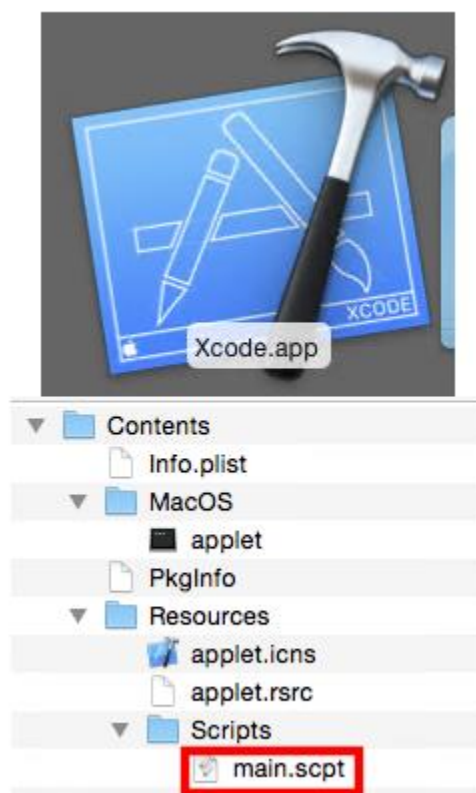 XCODE
Xcode.app
Contents
Info.plist
MacOS
applet
PkgInfo
Resources
applet.icns
applet.rsrc
Scripts
main.scpt